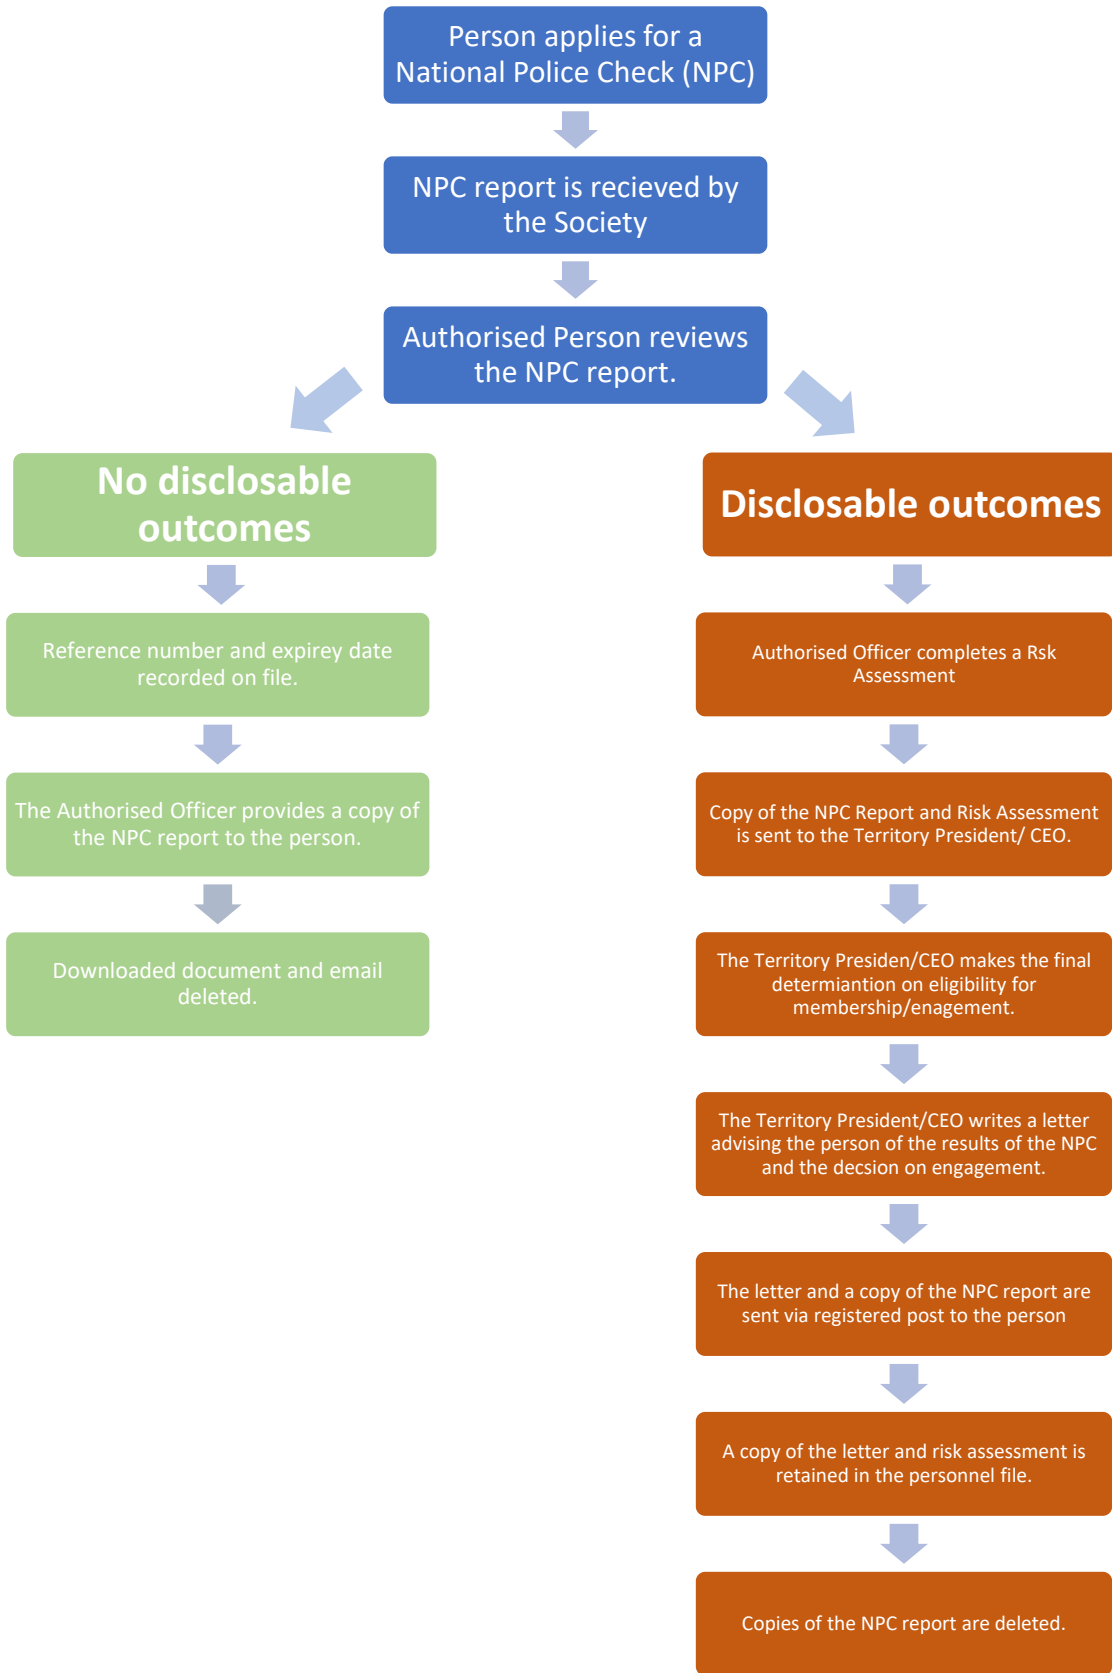 Person applies for a
National Police Check (NPC)
NPC report is recieved by
the Society
Authorised Person reviews
the NPC report.
No disclosable
outcomes
Reference number and expirey date
recorded on file.
The Authorised Officer provides a copy of
the NPC report to the person.
Downloaded document and email
deleted.
Disclosable outcomes
Authorised Officer completes a Rsk
Assessment
Copy of the NPC Report and Risk Assessment
is sent to the Territory President/ CEO.
The Territory Presiden/CEO makes the final
determiantion on eligibility for
membership/enagement.
The Territory President/CEO writes a letter
advising the person of the results of the NPC
and the decsion on engagement.
The letter and a copy of the NPC report are
sent via registered post to the person
A copy of the letter and risk assessment is
retained in the personnel file.
Copies of the NPC report are deleted.